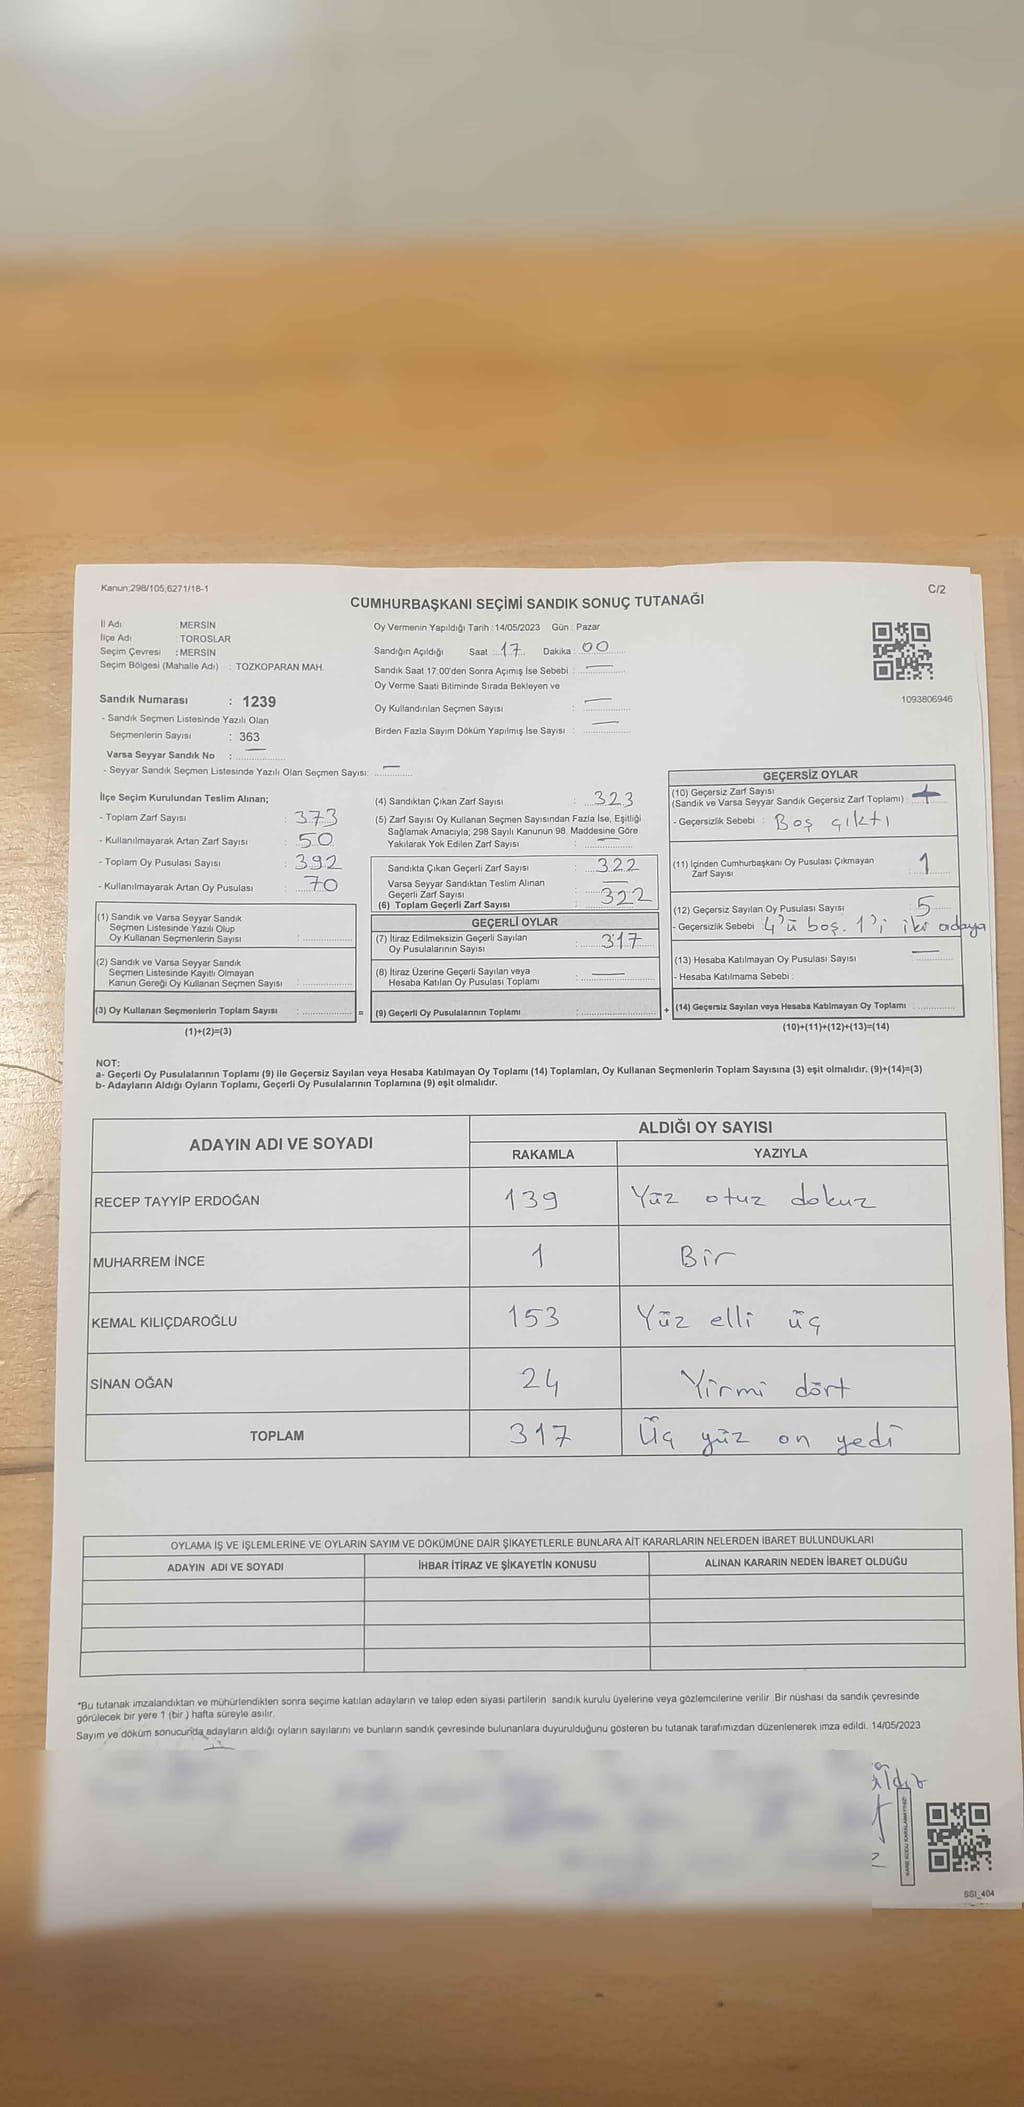 Kanun;298/105,6271/18-1
C/2
CUMHURBAŞKANI SEÇİMİ SANDIK SONUÇ TUTANAĞI
İl Adı : MERSİN
İlçe Adı : TOROSLAR
Seçim Çevresi : MERSİN
Seçim Bölgesi (Mahalle Adı) : TOZKOPARAN MAH.
Oy Vermenin Yapıldığı Tarih : 14/05/2023 Gün : Pazar
Sandığın Açıldığı Saat : 17 Dakika : 00
Sandık Saat 17:00'den Sonra Açımış İse Sebebi : —
Oy Verme Saati Bitiminde Sırada Bekleyen ve
Oy Kullandırılan Seçmen Sayısı : —
Birden Fazla Sayım Döküm Yapılmış İse Sayısı : —
1093806946
Sandık Numarası : 1239
- Sandık Seçmen Listesinde Yazılı Olan
Seçmenlerin Sayısı : 363
Varsa Seyyar Sandık No : —
- Seyyar Sandık Seçmen Listesinde Yazılı Olan Seçmen Sayısı: —
İlçe Seçim Kurulundan Teslim Alınan;
- Toplam Zarf Sayısı : 373
- Kullanılmayarak Artan Zarf Sayısı : 50
- Toplam Oy Pusulası Sayısı : 392
- Kullanılmayarak Artan Oy Pusulası : 70
(1) Sandık ve Varsa Seyyar Sandık
Seçmen Listesinde Yazılı Olup
Oy Kullanan Seçmenlerin Sayısı :
(2) Sandık ve Varsa Seyyar Sandık
Seçmen Listesinde Kayıtlı Olmayan
Kanun Gereği Oy Kullanan Seçmen Sayısı :
(3) Oy Kullanan Seçmenlerin Toplam Sayısı :
(1)+(2)=(3)
=
(4) Sandıktan Çıkan Zarf Sayısı : 323
(5) Zarf Sayısı Oy Kullanan Seçmen Sayısından Fazla İse, Eşitliği
Sağlamak Amacıyla; 298 Sayılı Kanunun 98. Maddesine Göre
Yakılarak Yok Edilen Zarf Sayısı : —
Sandıkta Çıkan Geçerli Zarf Sayısı : 322
Varsa Seyyar Sandıktan Teslim Alınan
Geçerli Zarf Sayısı : —
(6) Toplam Geçerli Zarf Sayısı : 322
GEÇERLİ OYLAR
(7) İtiraz Edilmeksizin Geçerli Sayılan
Oy Pusulalarının Sayısı : 317
(8) İtiraz Üzerine Geçerli Sayılan veya
Hesaba Katılan Oy Pusulası Toplamı : —
(9) Geçerli Oy Pusulalarının Toplamı :
+
GEÇERSİZ OYLAR
(10) Geçersiz Zarf Sayısı
(Sandık ve Varsa Seyyar Sandık Geçersiz Zarf Toplamı) :
- Geçersizlik Sebebi : Boş çıktı
(11) İçinden Cumhurbaşkanı Oy Pusulası Çıkmayan
Zarf Sayısı : 1
(12) Geçersiz Sayılan Oy Pusulası Sayısı : 5
- Geçersizlik Sebebi 4'ü boş. 1'i iki adaya
(13) Hesaba Katılmayan Oy Pusulası Sayısı : —
- Hesaba Katılmama Sebebi :
(14) Geçersiz Sayılan veya Hesaba Katılmayan Oy Toplamı :
(10)+(11)+(12)+(13)=(14)
NOT:
a- Geçerli Oy Pusulalarının Toplamı (9) ile Geçersiz Sayılan veya Hesaba Katılmayan Oy Toplamı (14) Toplamları, Oy Kullanan Seçmenlerin Toplam Sayısına (3) eşit olmalıdır. (9)+(14)=(3)
b- Adayların Aldığı Oyların Toplamı, Geçerli Oy Pusulalarının Toplamına (9) eşit olmalıdır.
ADAYIN ADI VE SOYADI
ALDIĞI OY SAYISI
RAKAMLA YAZIYLA
RECEP TAYYİP ERDOĞAN 139 Yüz otuz dokuz
MUHARREM İNCE 1 Bir
KEMAL KILIÇDAROĞLU 153 Yüz elli üç
SİNAN OĞAN 24 Yirmi dört
TOPLAM 317 Üç yüz on yedi
OYLAMA İŞ VE İŞLEMLERİNE VE OYLARIN SAYIM VE DÖKÜMÜNE DAİR ŞİKAYETLERLE BUNLARA AİT KARARLARIN NELERDEN İBARET BULUNDUKLARI
ADAYIN ADI VE SOYADI İHBAR İTİRAZ VE ŞİKAYETİN KONUSU ALINAN KARARIN NEDEN İBARET OLDUĞU
*Bu tutanak imzalandıktan ve mühürlendikten sonra seçime katılan adayların ve talep eden siyasi partilerin sandık kurulu üyelerine veya gözlemcilerine verilir .Bir nüshası da sandık çevresinde
görülecek bir yere 1 (bir ) hafta süreyle asılır.
Sayım ve döküm sonucunda adayların aldığı oyların sayılarını ve bunların sandık çevresinde bulunanlara duyurulduğunu gösteren bu tutanak tarafımızdan düzenlenerek imza edildi. 14/05/2023
KARE KODU KARALAMAYINIZ!
SSI_404